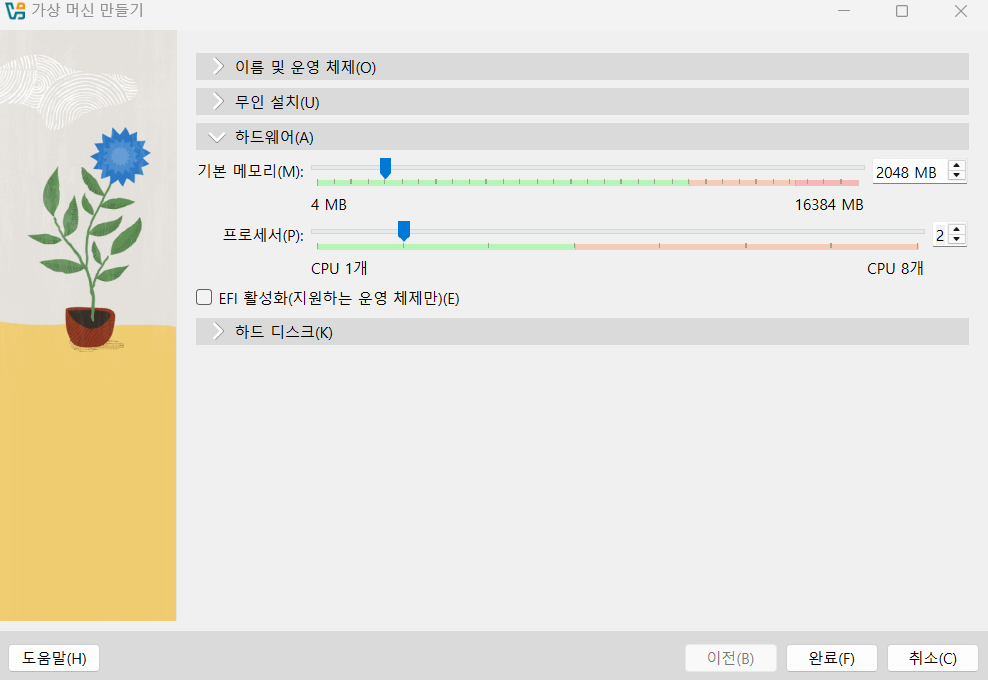 가상 머신 만들기
이름 및 운영 체제(O)
무인 설치(U)
하드웨어(A)
기본 메모리(M): 2048 MB
4 MB 16384 MB
프로세서(P): 2
CPU 1개 CPU 8개
EFI 활성화(지원하는 운영 체제만)(E)
하드 디스크(K)
도움말(H) 이전(B) 완료(F) 취소(C)